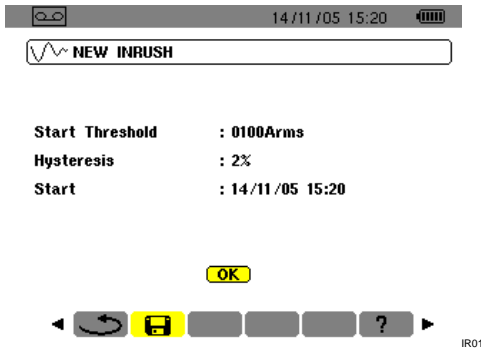 14/11/05 15:20
NEW INRUSH
Start Threshold : 0100Arms
Hysteresis : 2%
Start : 14/11/05 15:20
OK
?
IR01